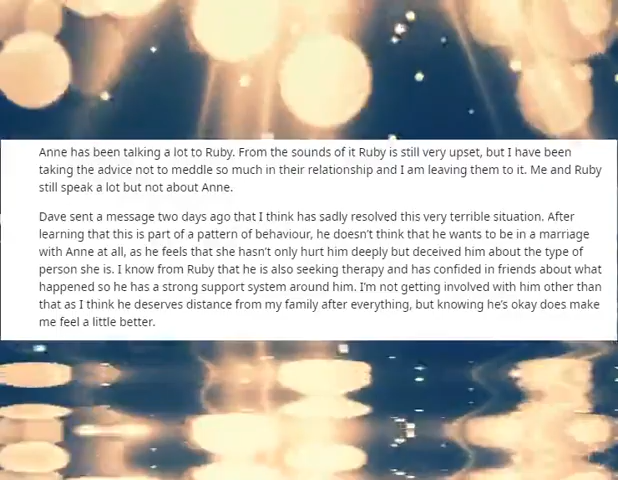 Anne has been talking a lot to Ruby. From the sounds of it Ruby is still very upset, but I have been
taking the advice not to meddle so much in their relationship and I am leaving them to it. Me and Ruby
still speak a lot but not about Anne.
Dave sent a message two days ago that I think has sadly resolved this very terrible situation. After
learning that this is part of a pattern of behaviour, he doesn't think that he wants to be in a marriage
with Anne at all, as he feels that she hasn't only hurt him deeply but deceived him about the type of
person she is. I know from Ruby that he is also seeking therapy and has confided in friends about what
happened so he has a strong support system around him. I'm not getting involved with him other than
that as I think he deserves distance from my family after everything, but knowing he's okay does make
me feel a little better.